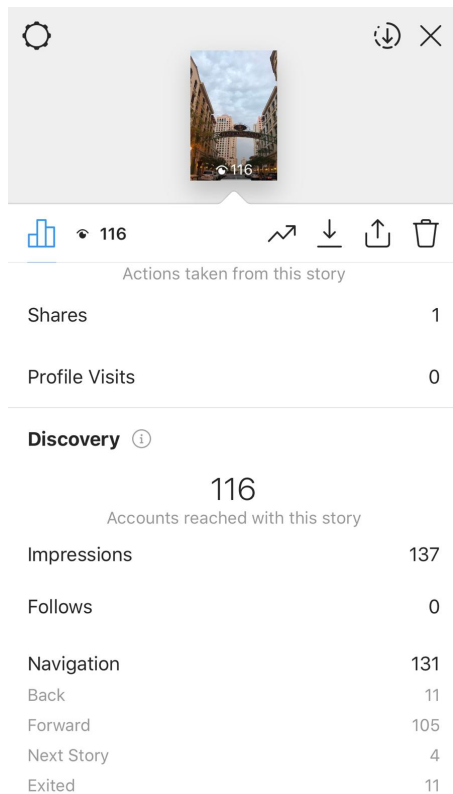 116
116
Actions taken from this story
Shares 1
Profile Visits 0
Discovery
116
Accounts reached with this story
Impressions 137
Follows 0
Navigation 131
Back 11
Forward 105
Next Story 4
Exited 11